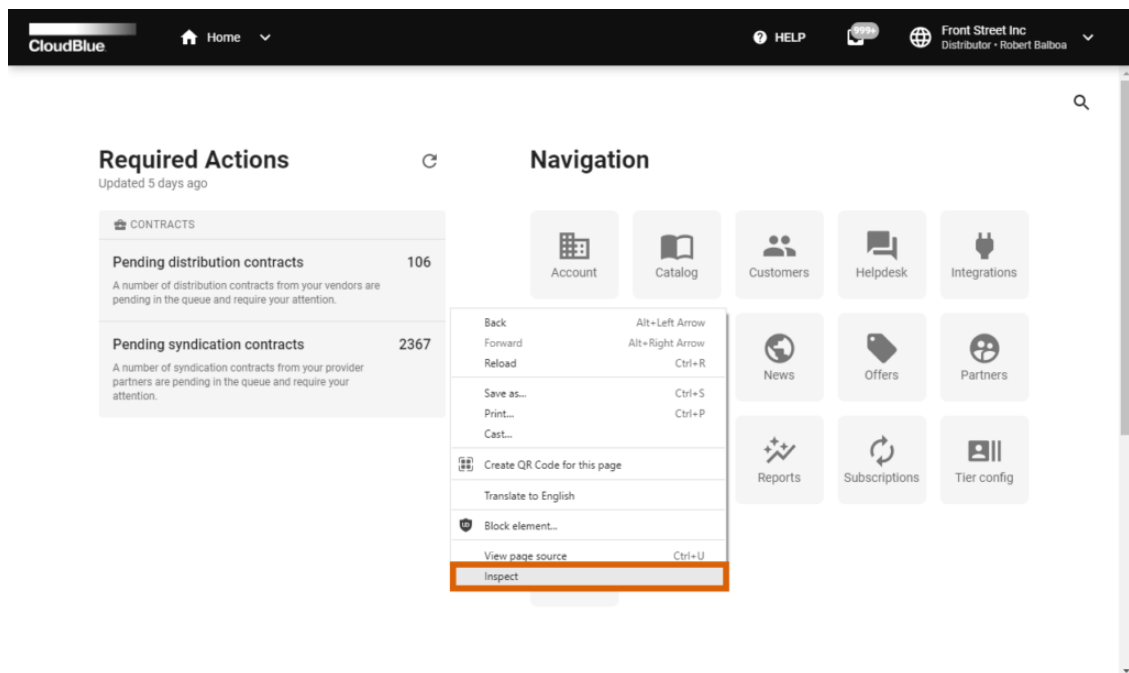 CloudBlue
Home
HELP
999+
Front Street Inc
Distributor • Robert Balboa
Required Actions
Updated 5 days ago
CONTRACTS
Pending distribution contracts 106
A number of distribution contracts from your vendors are
pending in the queue and require your attention.
Pending syndication contracts 2367
A number of syndication contracts from your provider
partners are pending in the queue and require your
attention.
Navigation
Account
Catalog
Customers
Helpdesk
Integrations
News
Offers
Partners
Reports
Subscriptions
Tier config
Back Alt+Left Arrow
Forward Alt+Right Arrow
Reload Ctrl+R
Save as... Ctrl+S
Print... Ctrl+P
Cast...
Create QR Code for this page
Translate to English
Block element...
View page source Ctrl+U
Inspect